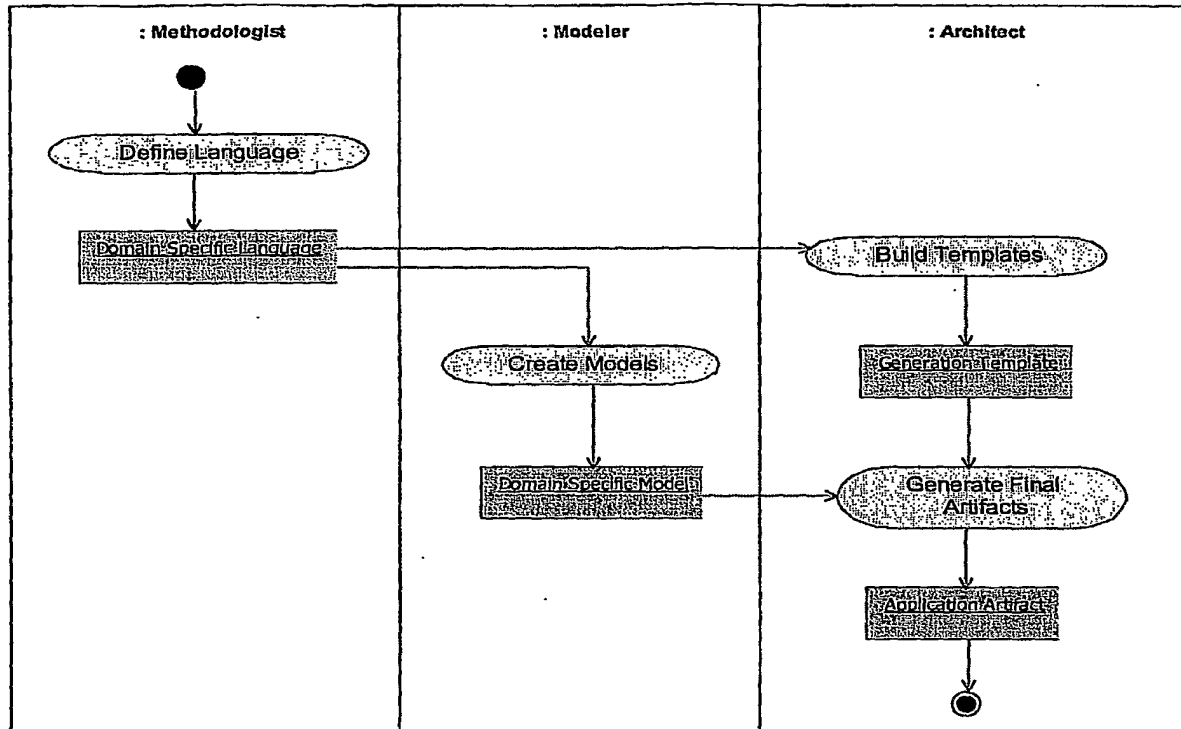 : Methodologist
: Modeler
: Architect
Define Language
Domain-Specific Language
Build Templates
Create Models
Generation Template
Domain-Specific Model
Generate Final
Artifacts
Application Artifact